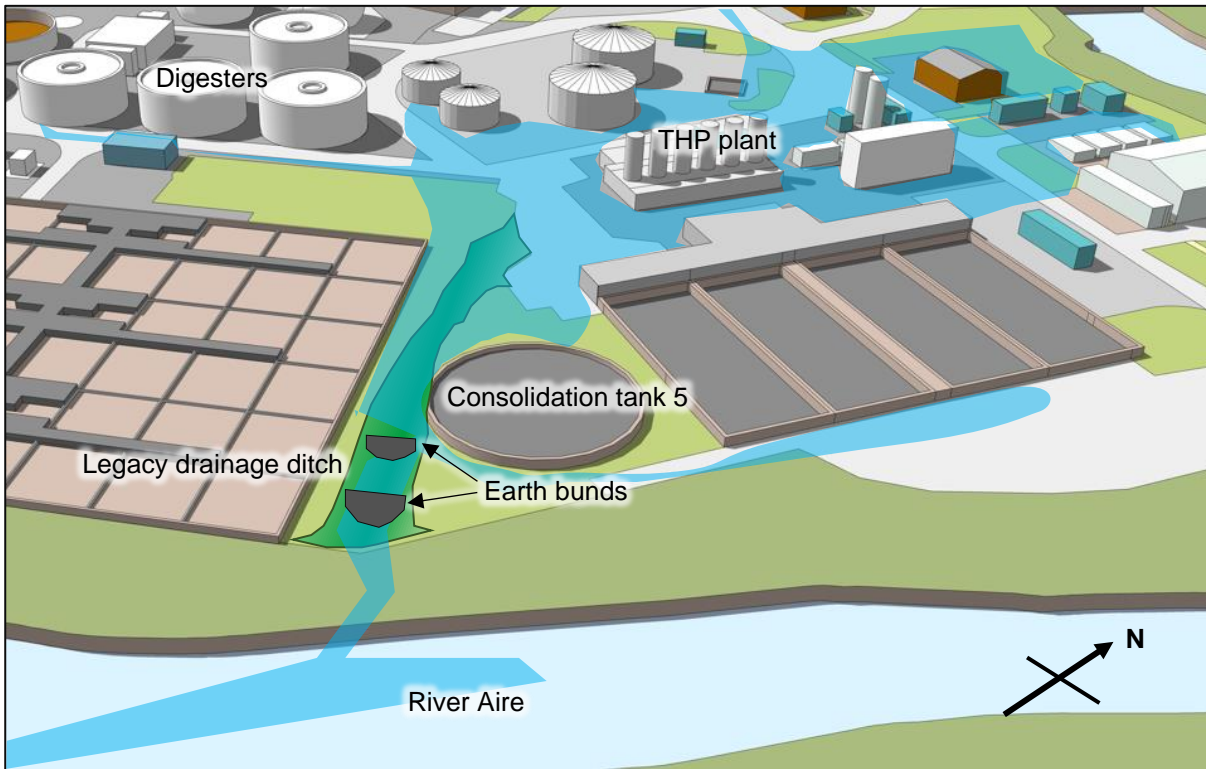 Digesters
THP plant
Consolidation tank 5
Legacy drainage ditch
Earth bunds
N
River Aire